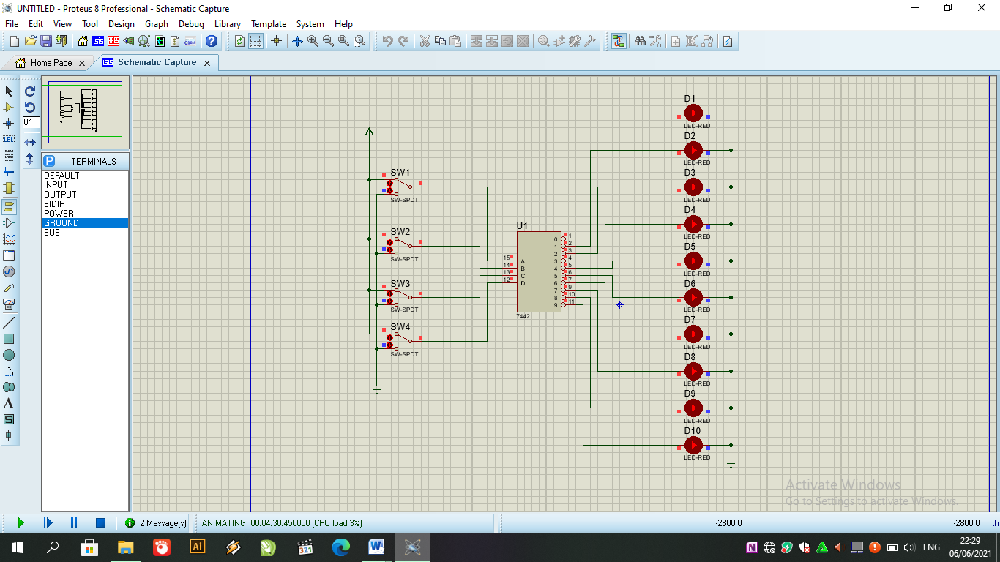 UNTITLED - Proteus 8 Professional - Schematic Capture
File Edit View Tool Design Graph Debug Library Template System Help
Home Page
Schematic Capture
0°
LBL
P TERMINALS
DEFAULT
INPUT
OUTPUT
BIDIR
POWER
GROUND
BUS
A
S
SW1
SW-SPDT
SW2
SW-SPDT
SW3
SW-SPDT
SW4
SW-SPDT
U1
15 A
14 B
13 C
12 D
0 1
1 2
2 3
3 4
4 5
5 6
6 7
7 9
8 10
9 11
7442
D1
LED-RED
D2
LED-RED
D3
LED-RED
D4
LED-RED
D5
LED-RED
D6
LED-RED
D7
LED-RED
D8
LED-RED
D9
LED-RED
D10
LED-RED
Activate Windows
Go to Settings to activate Windows.
2 Message(s)
ANIMATING: 00:04:30.450000 (CPU load 3%)
-2800.0
-2800.0
th
Ai
321
W
N
ENG
22:29
06/06/2021